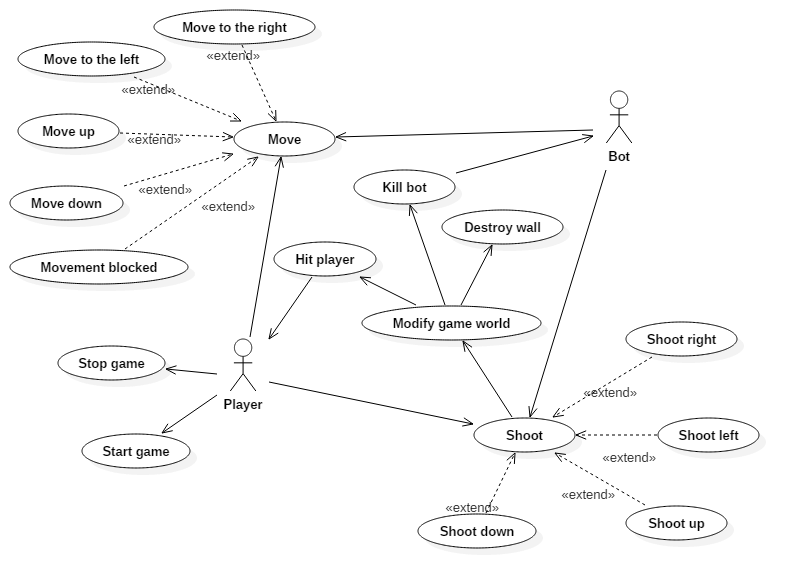 Move to the right
«extend»
Move to the left
«extend»
Move up
«extend»
Move
Bot
Kill bot
«extend»
Move down
«extend»
Destroy wall
Hit player
Movement blocked
Modify game world
Shoot right
Stop game
Player
«extend»
Shoot
Shoot left
Start game
«extend»
«extend»
«extend»
Shoot down
Shoot up